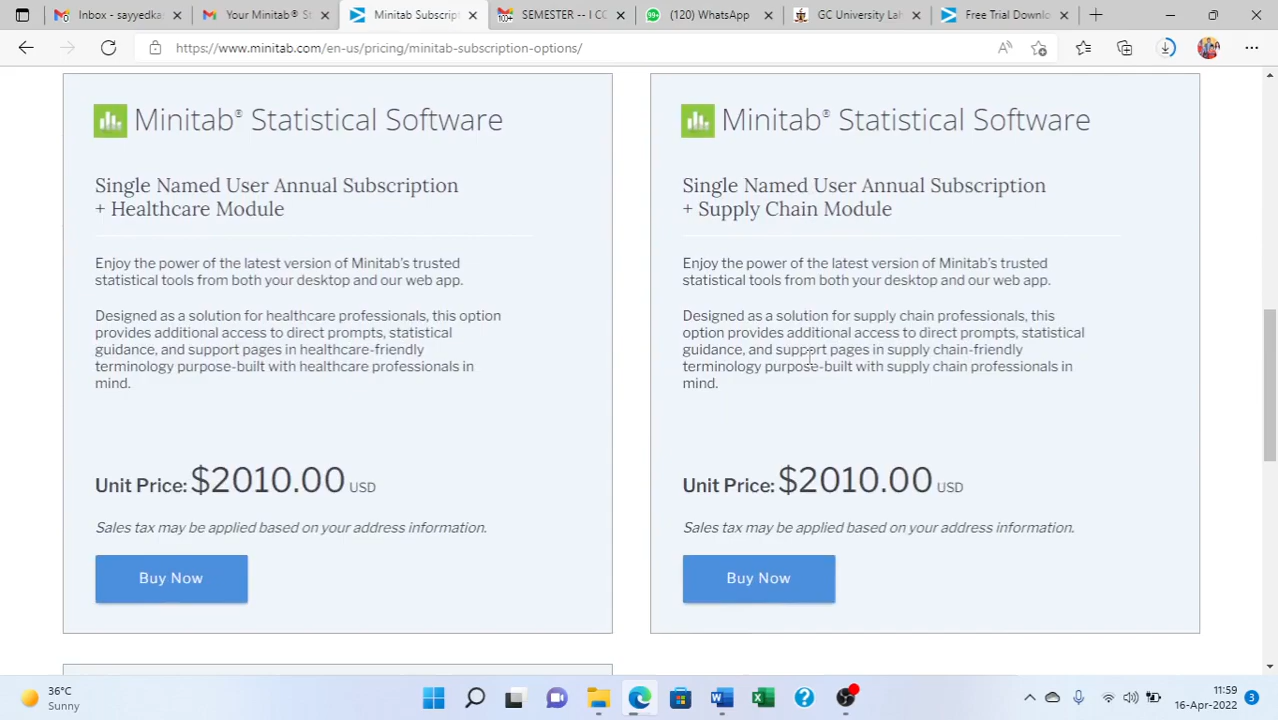 Inbox - sayyedka
Your Minitab® St
Minitab Subscrip
SEMESTER -- I CC
(120) WhatsApp
GC University Lah
Free Trial Downlo
https://www.minitab.com/en-us/pricing/minitab-subscription-options/
Minitab® Statistical Software
Single Named User Annual Subscription
+ Healthcare Module
Enjoy the power of the latest version of Minitab's trusted
statistical tools from both your desktop and our web app.
Designed as a solution for healthcare professionals, this option
provides additional access to direct prompts, statistical
guidance, and support pages in healthcare-friendly
terminology purpose-built with healthcare professionals in
mind.
Unit Price: $2010.00 USD
Sales tax may be applied based on your address information.
Buy Now
Minitab® Statistical Software
Single Named User Annual Subscription
+ Supply Chain Module
Enjoy the power of the latest version of Minitab's trusted
statistical tools from both your desktop and our web app.
Designed as a solution for supply chain professionals, this
option provides additional access to direct prompts, statistical
guidance, and support pages in supply chain-friendly
terminology purpose-built with supply chain professionals in
mind.
Unit Price: $2010.00 USD
Sales tax may be applied based on your address information.
Buy Now
36°C
Sunny
11:59
16-Apr-2022
3